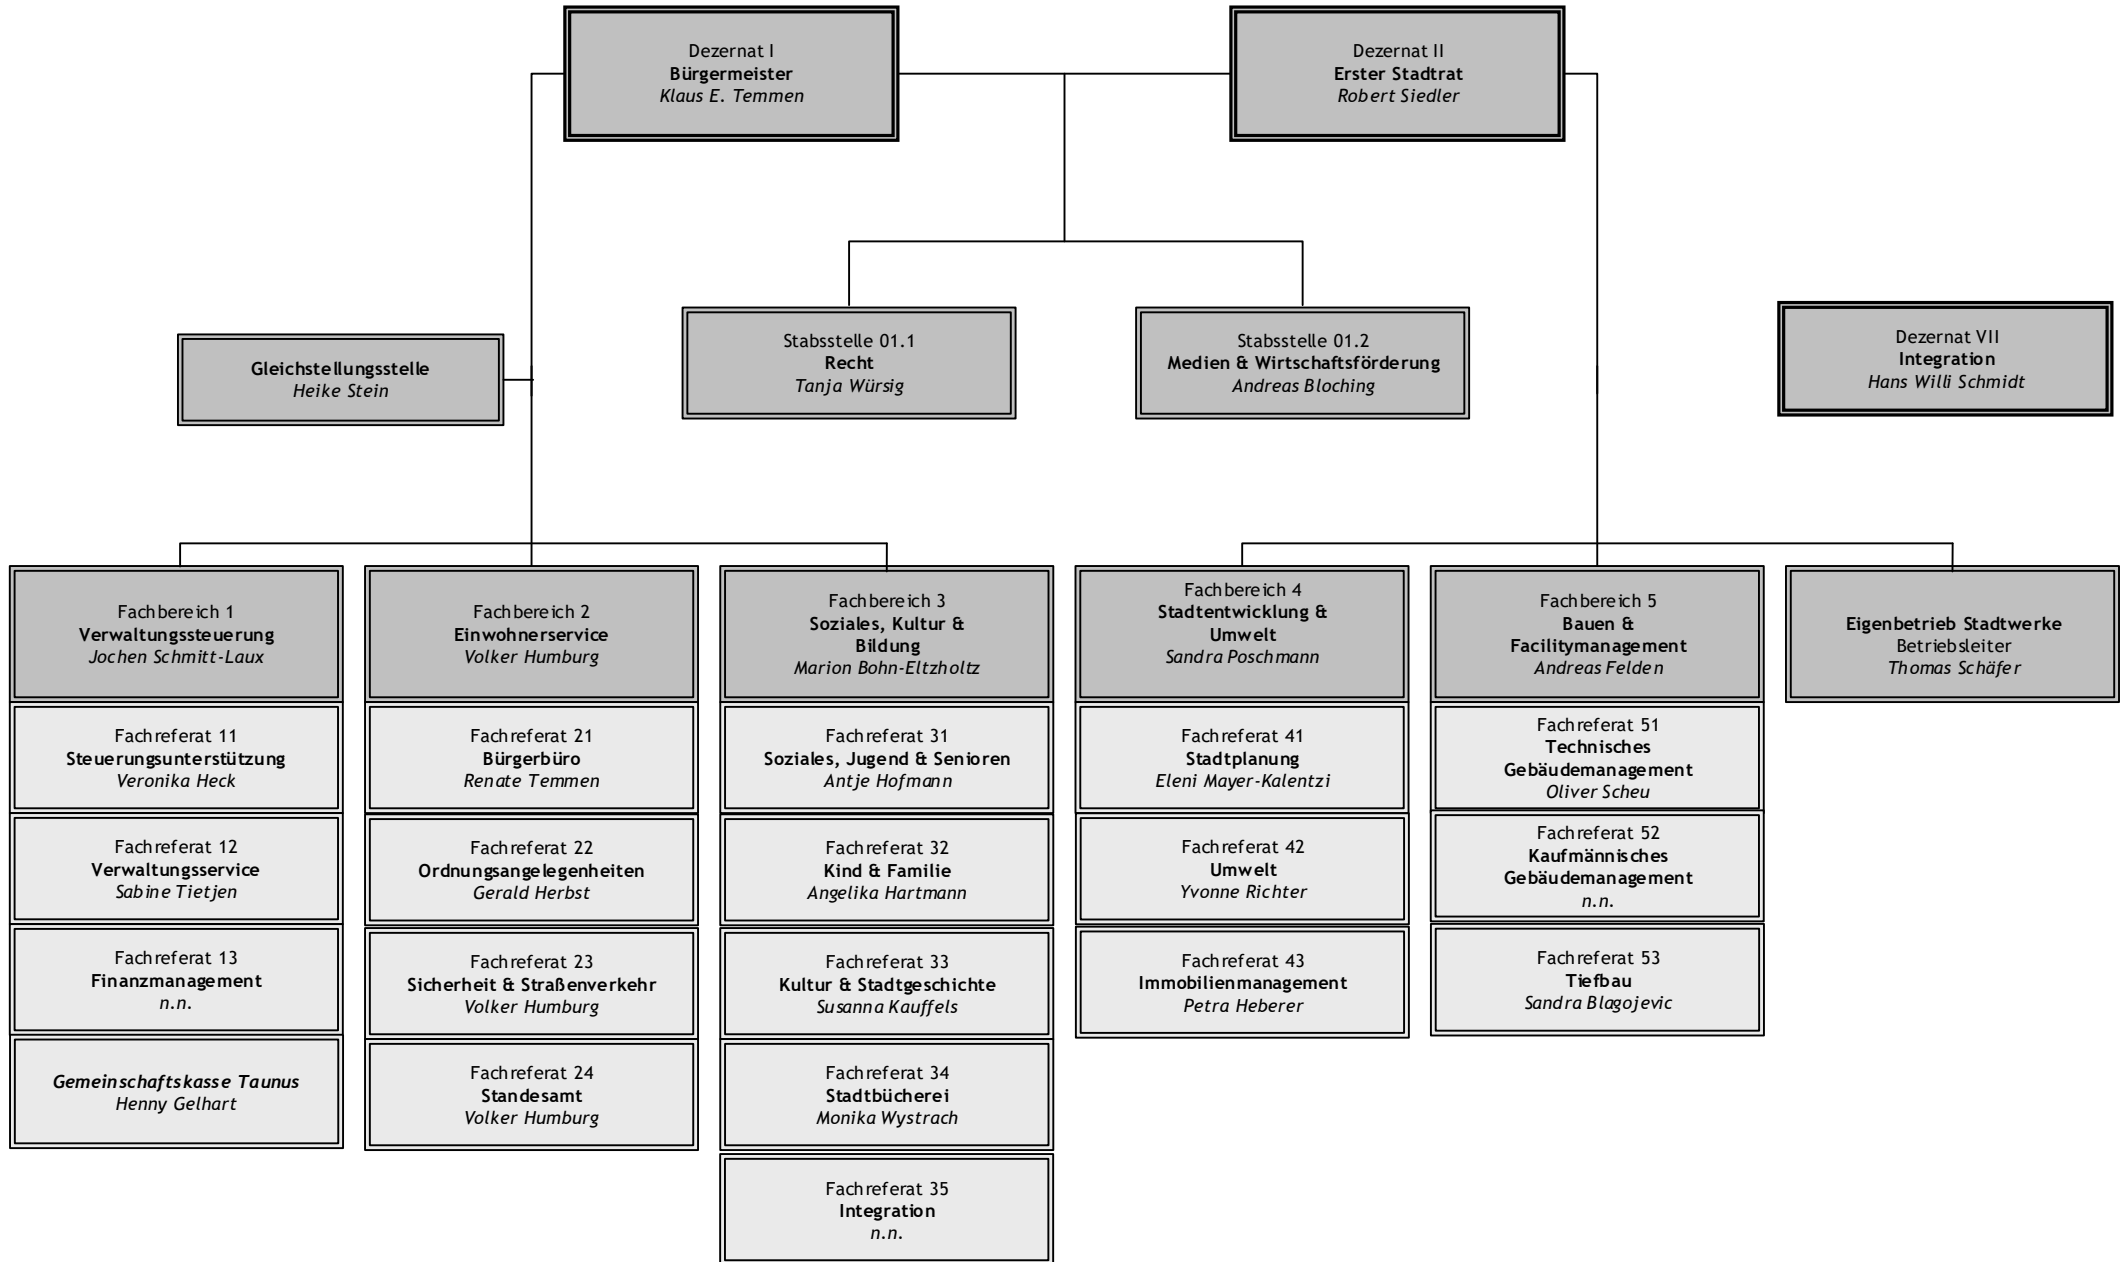 Dezernat I
Bürgermeister
Klaus E. Temmen
Dezernat II
Erster Stadtrat
Robert Siedler
Gleichstellungsstelle
Heike Stein
Stabsstelle 01.1
Recht
Tanja Würsig
Stabsstelle 01.2
Medien & Wirtschaftsförderung
Andreas Bloching
Dezernat VII
Integration
Hans Willi Schmidt
Fachbereich 1
Verwaltungssteuerung
Jochen Schmitt-Laux
Fachreferat 11
Steuerungsunterstützung
Veronika Heck
Fachreferat 12
Verwaltungsservice
Sabine Tietjen
Fachreferat 13
Finanzmanagement
n.n.
Gemeinschaftskasse Taunus
Henny Gelhart
Fachbereich 2
Einwohnerservice
Volker Humburg
Fachreferat 21
Bürgerbüro
Renate Temmen
Fachreferat 22
Ordnungsangelegenheiten
Gerald Herbst
Fachreferat 23
Sicherheit & Straßenverkehr
Volker Humburg
Fachreferat 24
Standesamt
Volker Humburg
Fachbereich 3
Soziales, Kultur &
Bildung
Marion Bohn-Eltzholtz
Fachreferat 31
Soziales, Jugend & Senioren
Antje Hofmann
Fachreferat 32
Kind & Familie
Angelika Hartmann
Fachreferat 33
Kultur & Stadtgeschichte
Susanna Kauffels
Fachreferat 34
Stadtbücherei
Monika Wystrach
Fachreferat 35
Integration
n.n.
Fachbereich 4
Stadtentwicklung &
Umwelt
Sandra Poschmann
Fachreferat 41
Stadtplanung
Eleni Mayer-Kalentzi
Fachreferat 42
Umwelt
Yvonne Richter
Fachreferat 43
Immobilienmanagement
Petra Heberer
Fachbereich 5
Bauen &
Facilitymanagement
Andreas Felden
Fachreferat 51
Technisches
Gebäudemanagement
Oliver Scheu
Fachreferat 52
Kaufmännisches
Gebäudemanagement
n.n.
Fachreferat 53
Tiefbau
Sandra Blagojevic
Eigenbetrieb Stadtwerke
Betriebsleiter
Thomas Schäfer